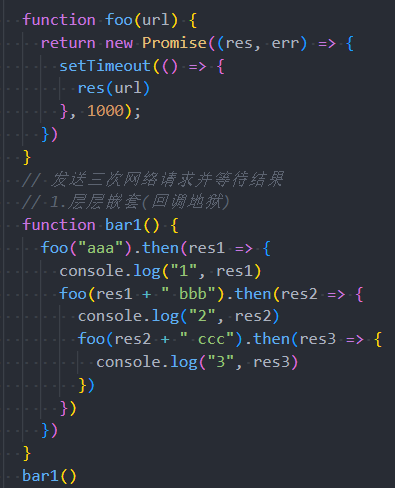 function foo(url) {
  return new Promise((res, err) => {
    setTimeout(() => {
      res(url)
    }, 1000);
  })
}
// 发送三次网络请求并等待结果
// 1.层层嵌套(回调地狱)
function bar1() {
  foo("aaa").then(res1 => {
    console.log("1", res1)
    foo(res1 + " bbb").then(res2 => {
      console.log("2", res2)
      foo(res2 + " ccc").then(res3 => {
        console.log("3", res3)
      })
    })
  })
}
bar1()